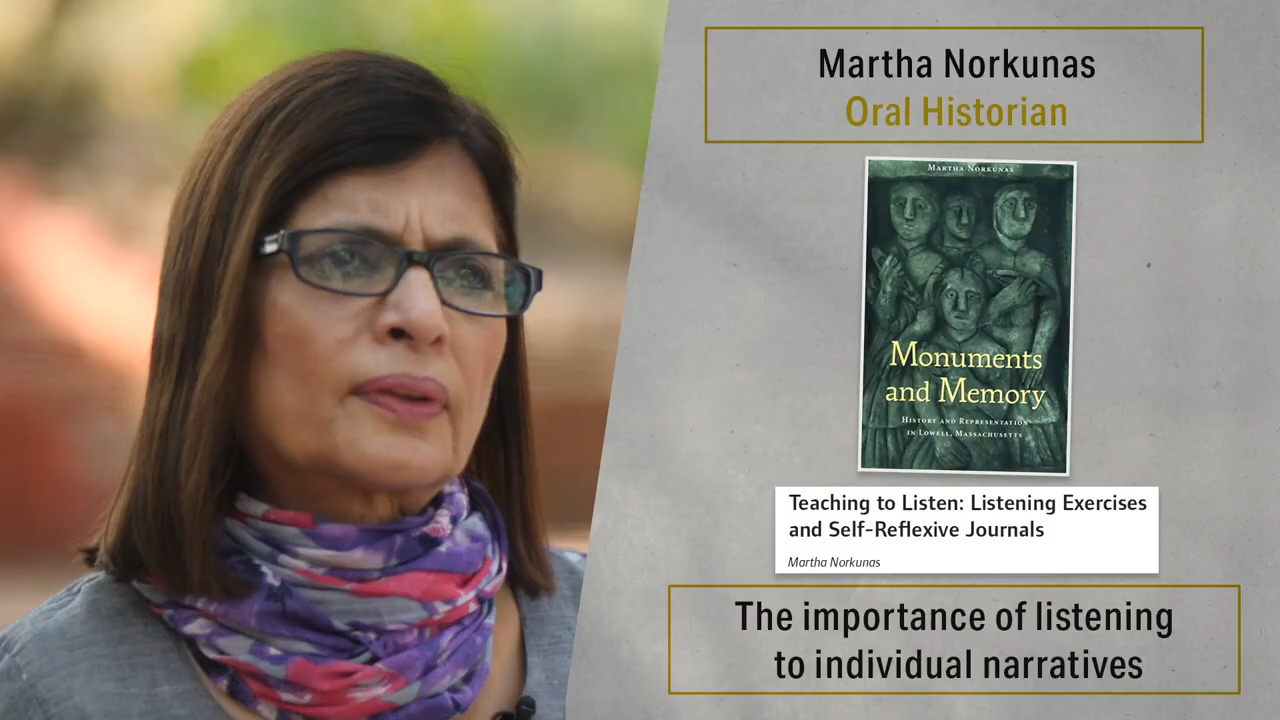 Martha Norkunas
Oral Historian
Martha Norkunas
Monuments
and Memory
History and Representation
in Lowell, Massachusetts
Teaching to Listen: Listening Exercises
and Self-Reflexive Journals
Martha Norkunas
The importance of listening
to individual narratives